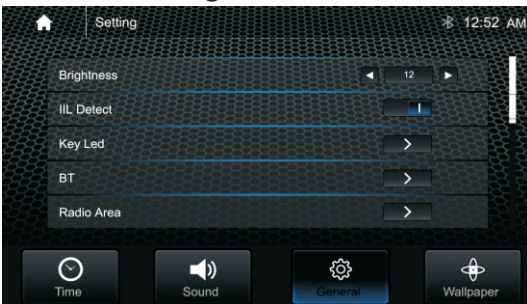 Setting 12:52 AM
Brightness 12
IIL Detect
Key Led
BT
Radio Area
Time Sound General Wallpaper